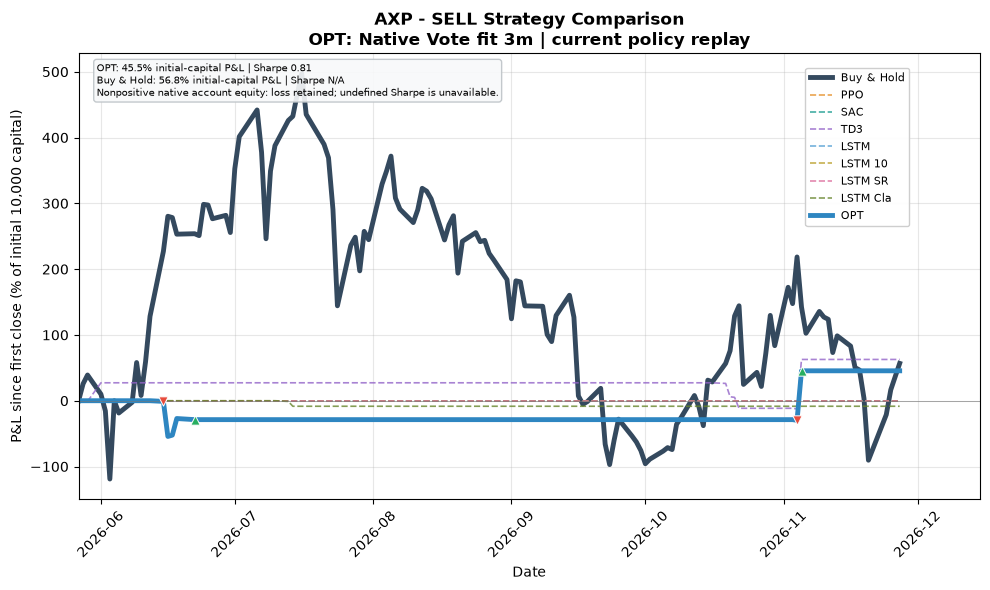 AXP - SELL Strategy Comparison
OPT: Native Vote fit 3m | current policy replay
OPT: 45.5% initial-capital P&L | Sharpe 0.81
Buy & Hold: 56.8% initial-capital P&L | Sharpe N/A
Nonpositive native account equity: loss retained; undefined Sharpe is unavailable.
Buy & Hold
PPO
SAC
TD3
LSTM
LSTM 10
LSTM SR
LSTM Cla
OPT
P&L since first close (% of initial 10,000 capital)
500
400
300
200
100
0
−100
2026-06
2026-07
2026-08
2026-09
2026-10
2026-11
2026-12
Date